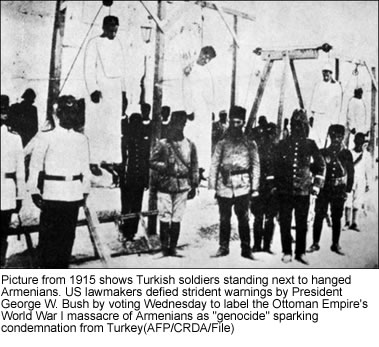 Picture from 1915 shows Turkish soldiers standing next to hanged
Armenians. US lawmakers defied strident warnings by President
George W. Bush by voting Wednesday to label the Ottoman Empire's
World War I massacre of Armenians as "genocide" sparking
condemnation from Turkey(AFP/CRDA/File)